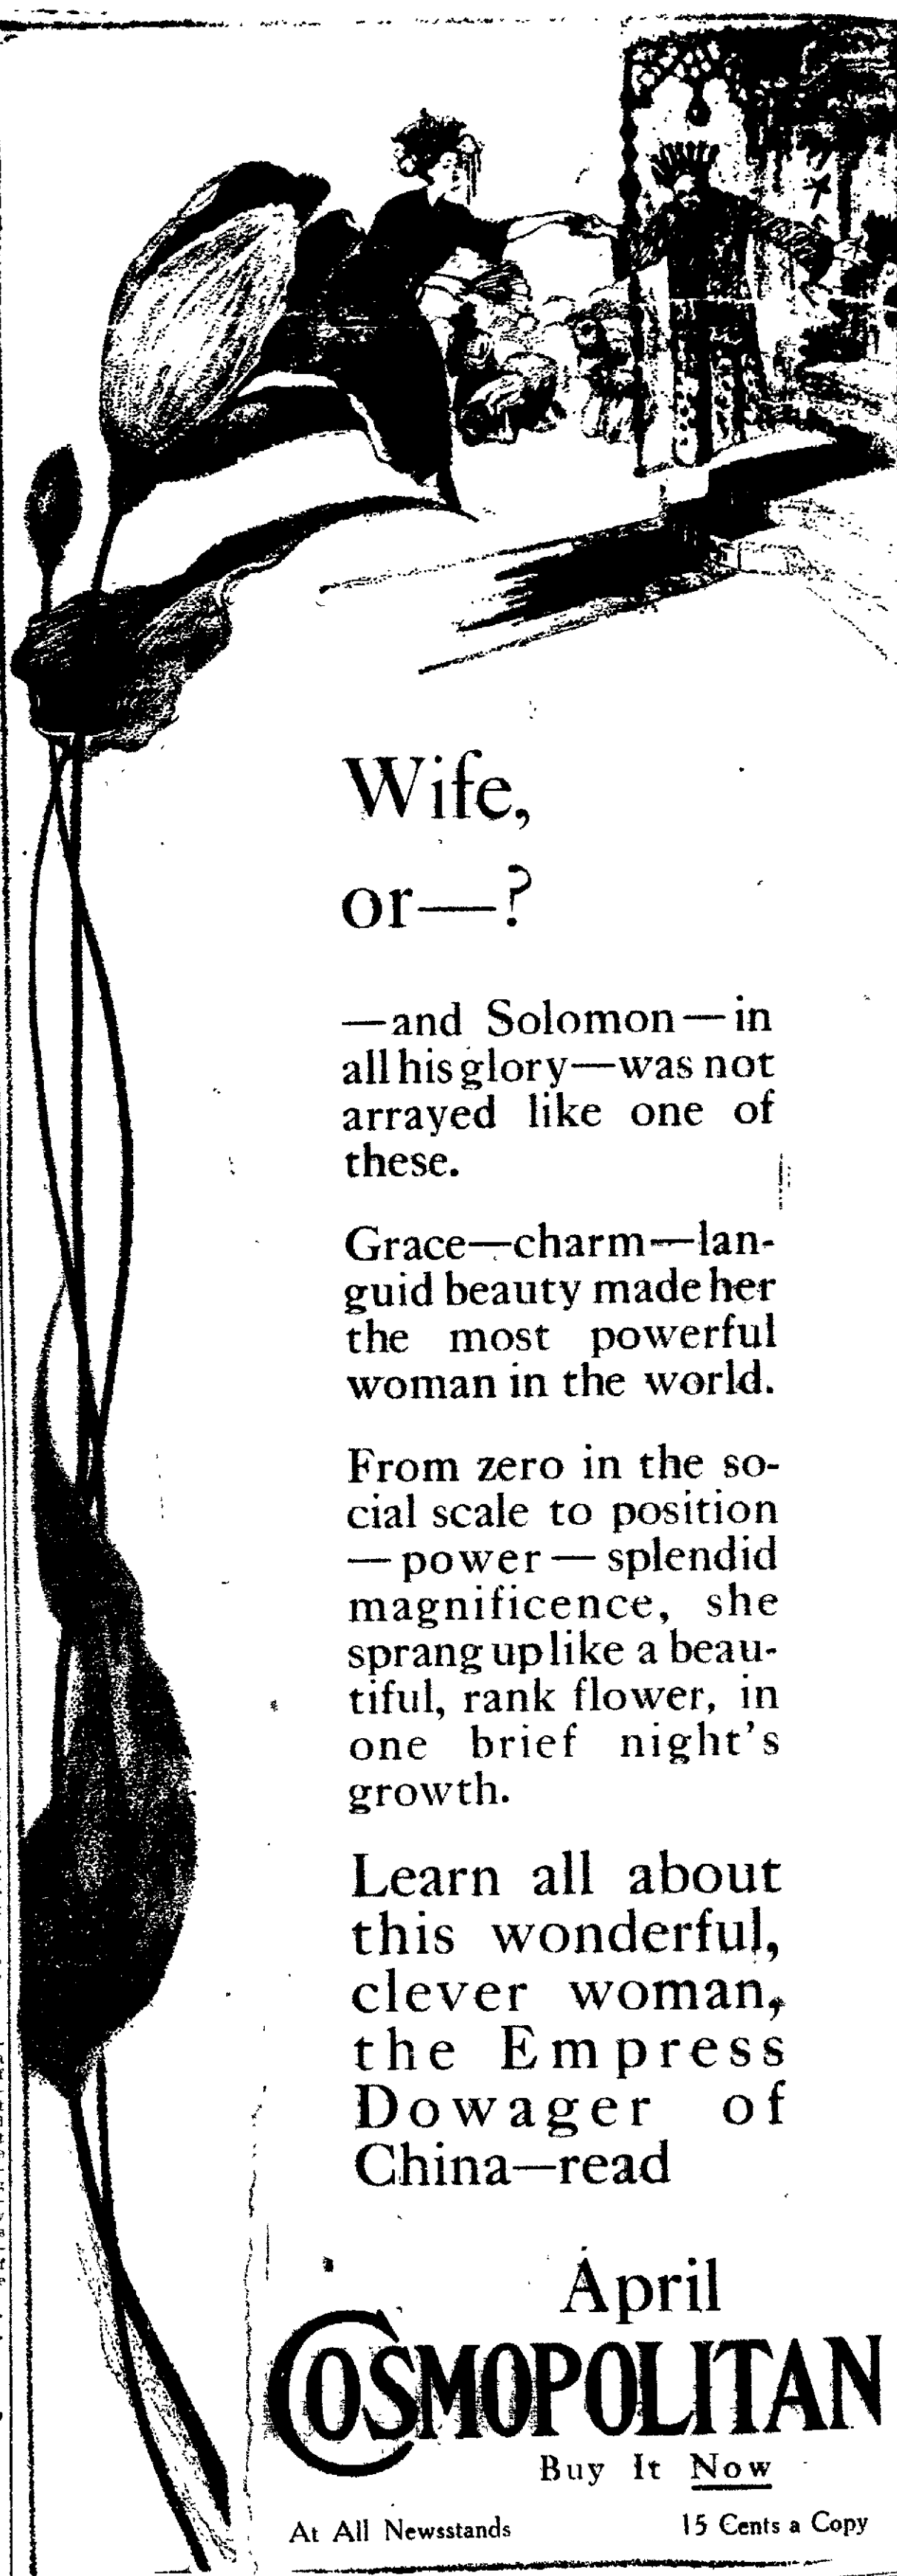 Wife,
or—?
—and Solomon—in
all his glory—was not
arrayed like one of
these.
Grace—charm—lan-
guid beauty made her
the most powerful
woman in the world.
From zero in the so-
cial scale to position
—power—splendid
magnificence, she
sprang up like a beau-
tiful, rank flower, in
one brief night's
growth.
Learn all about
this wonderful,
clever woman,
the Empress
Dowager of
China—read
April
COSMOPOLITAN
Buy It Now
At All Newsstands 15 Cents a Copy